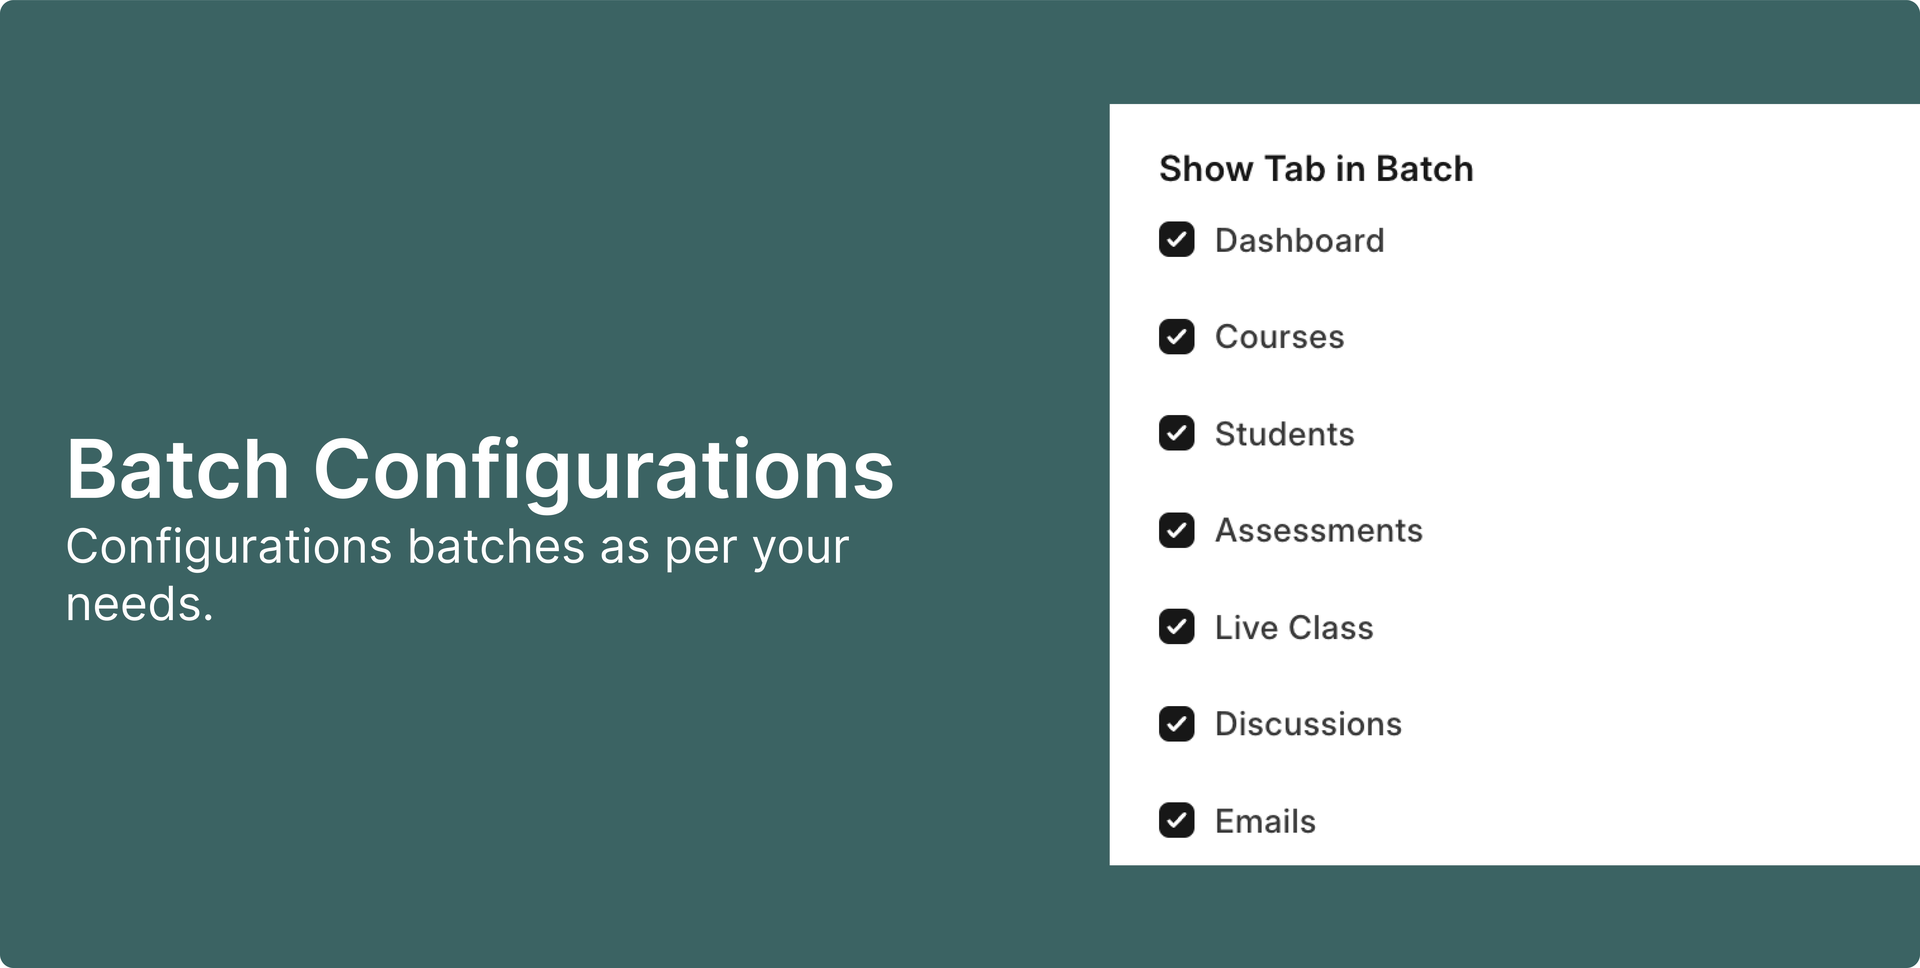 Batch Configurations
Configurations batches as per your
needs.
Show Tab in Batch
Dashboard
Courses
Students
Assessments
Live Class
Discussions
Emails